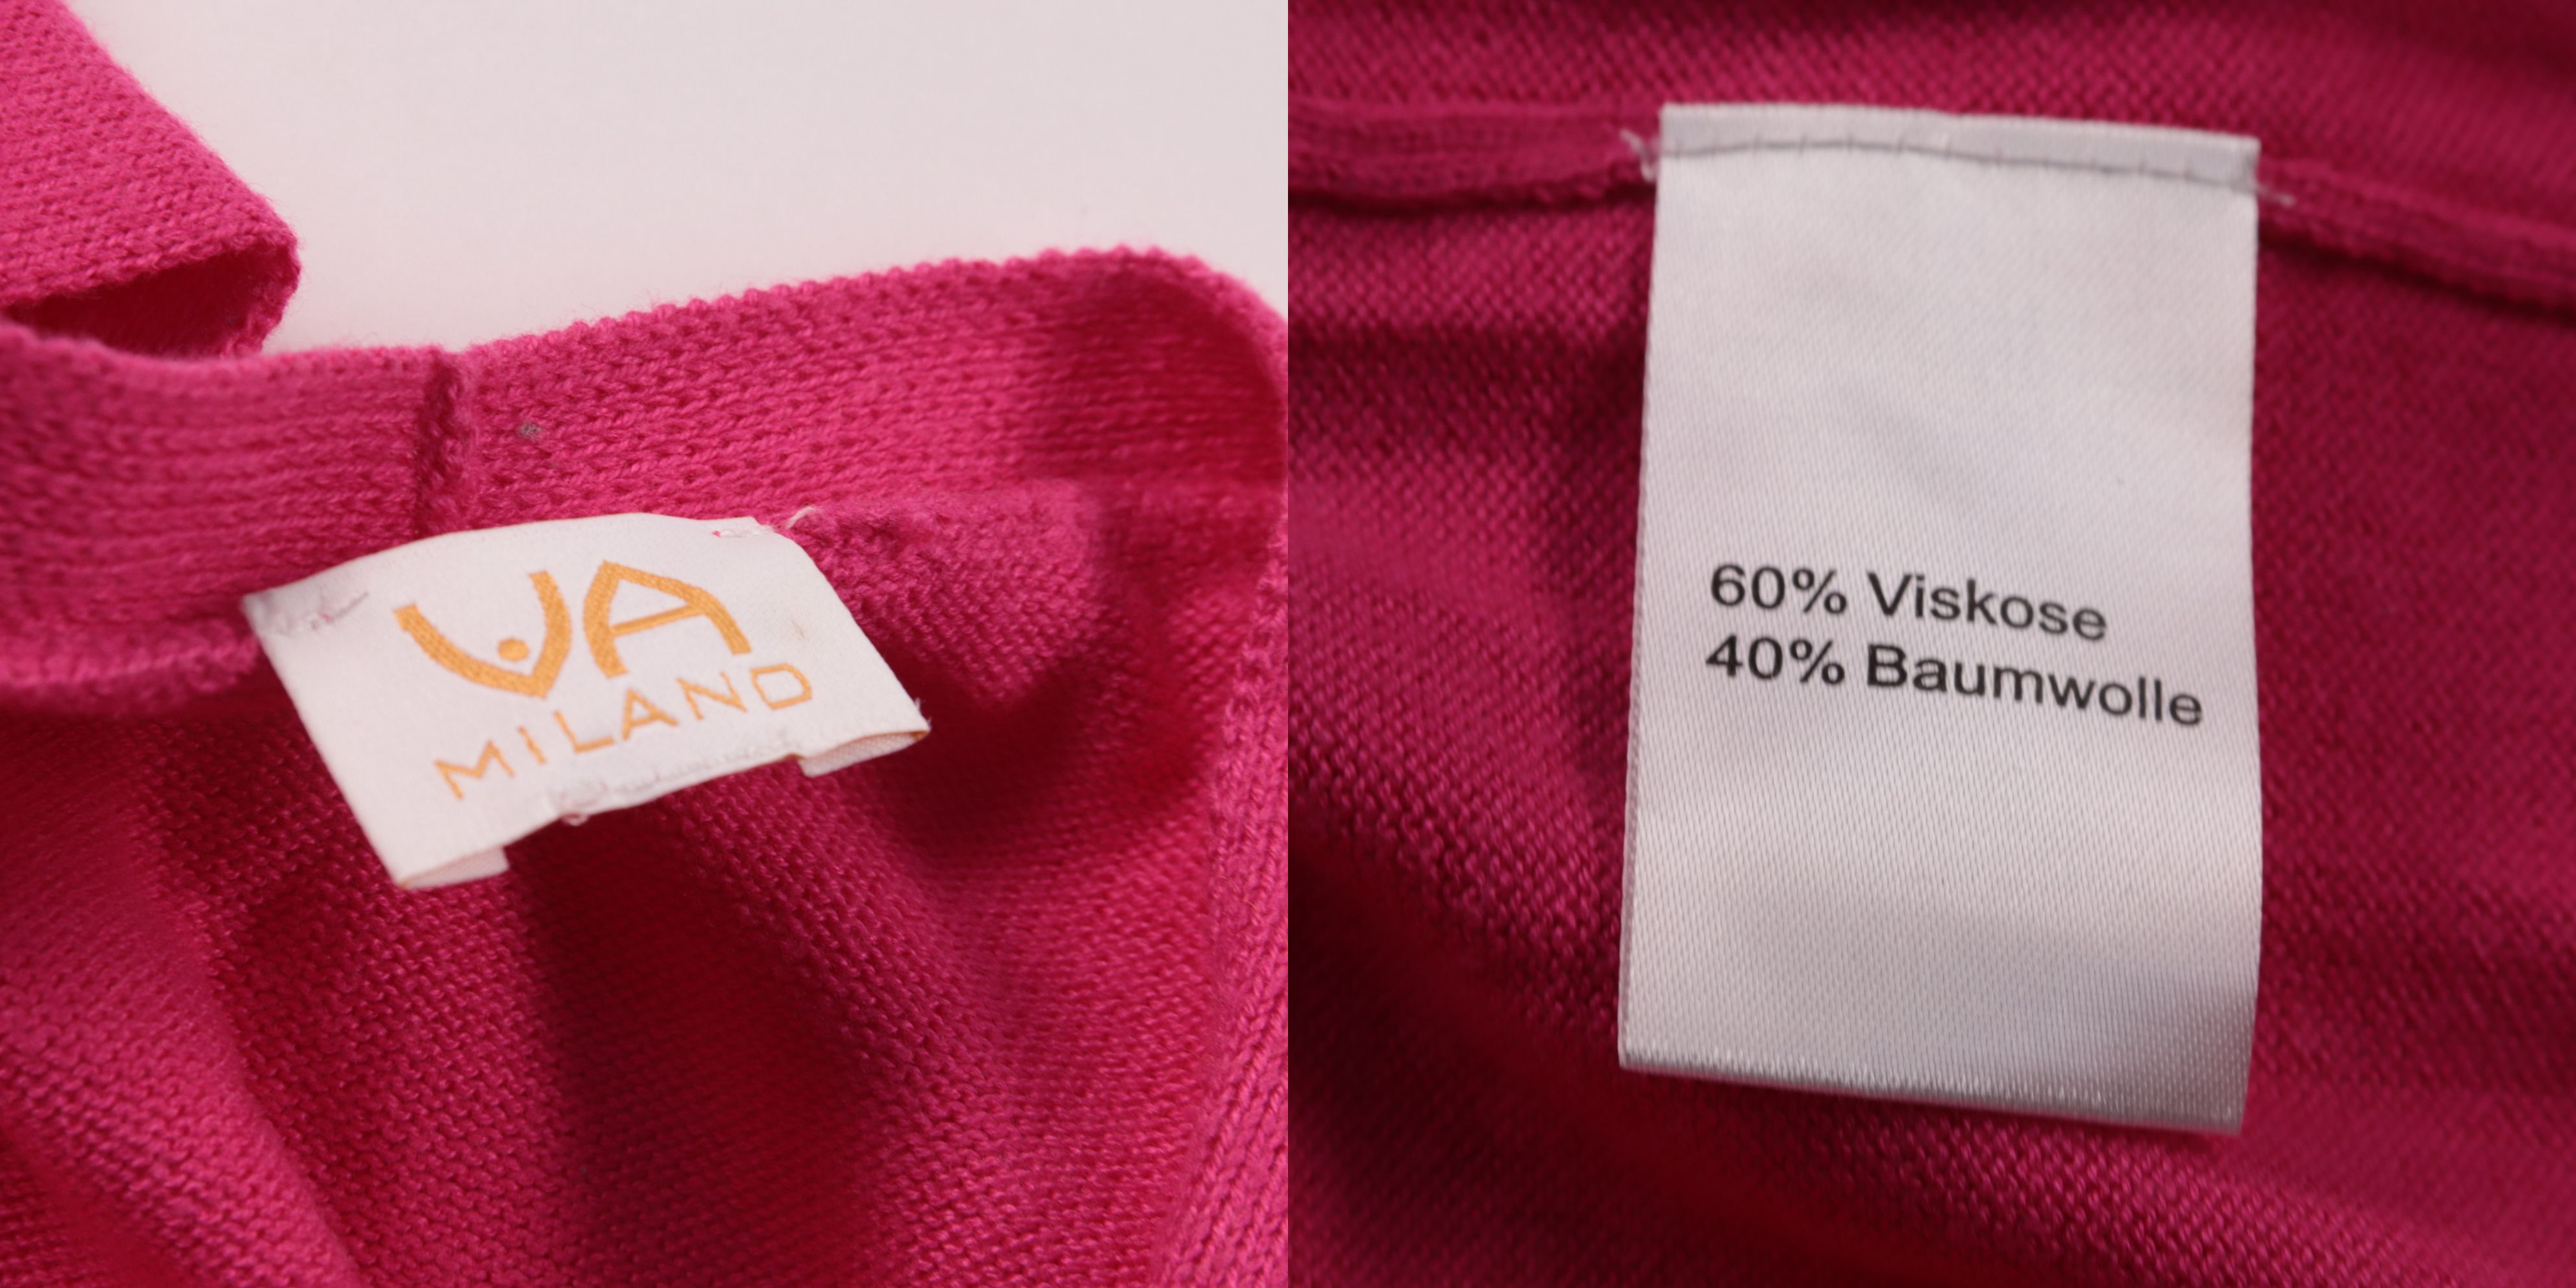 VA
MILANO
60% Viskose
40% Baumwolle